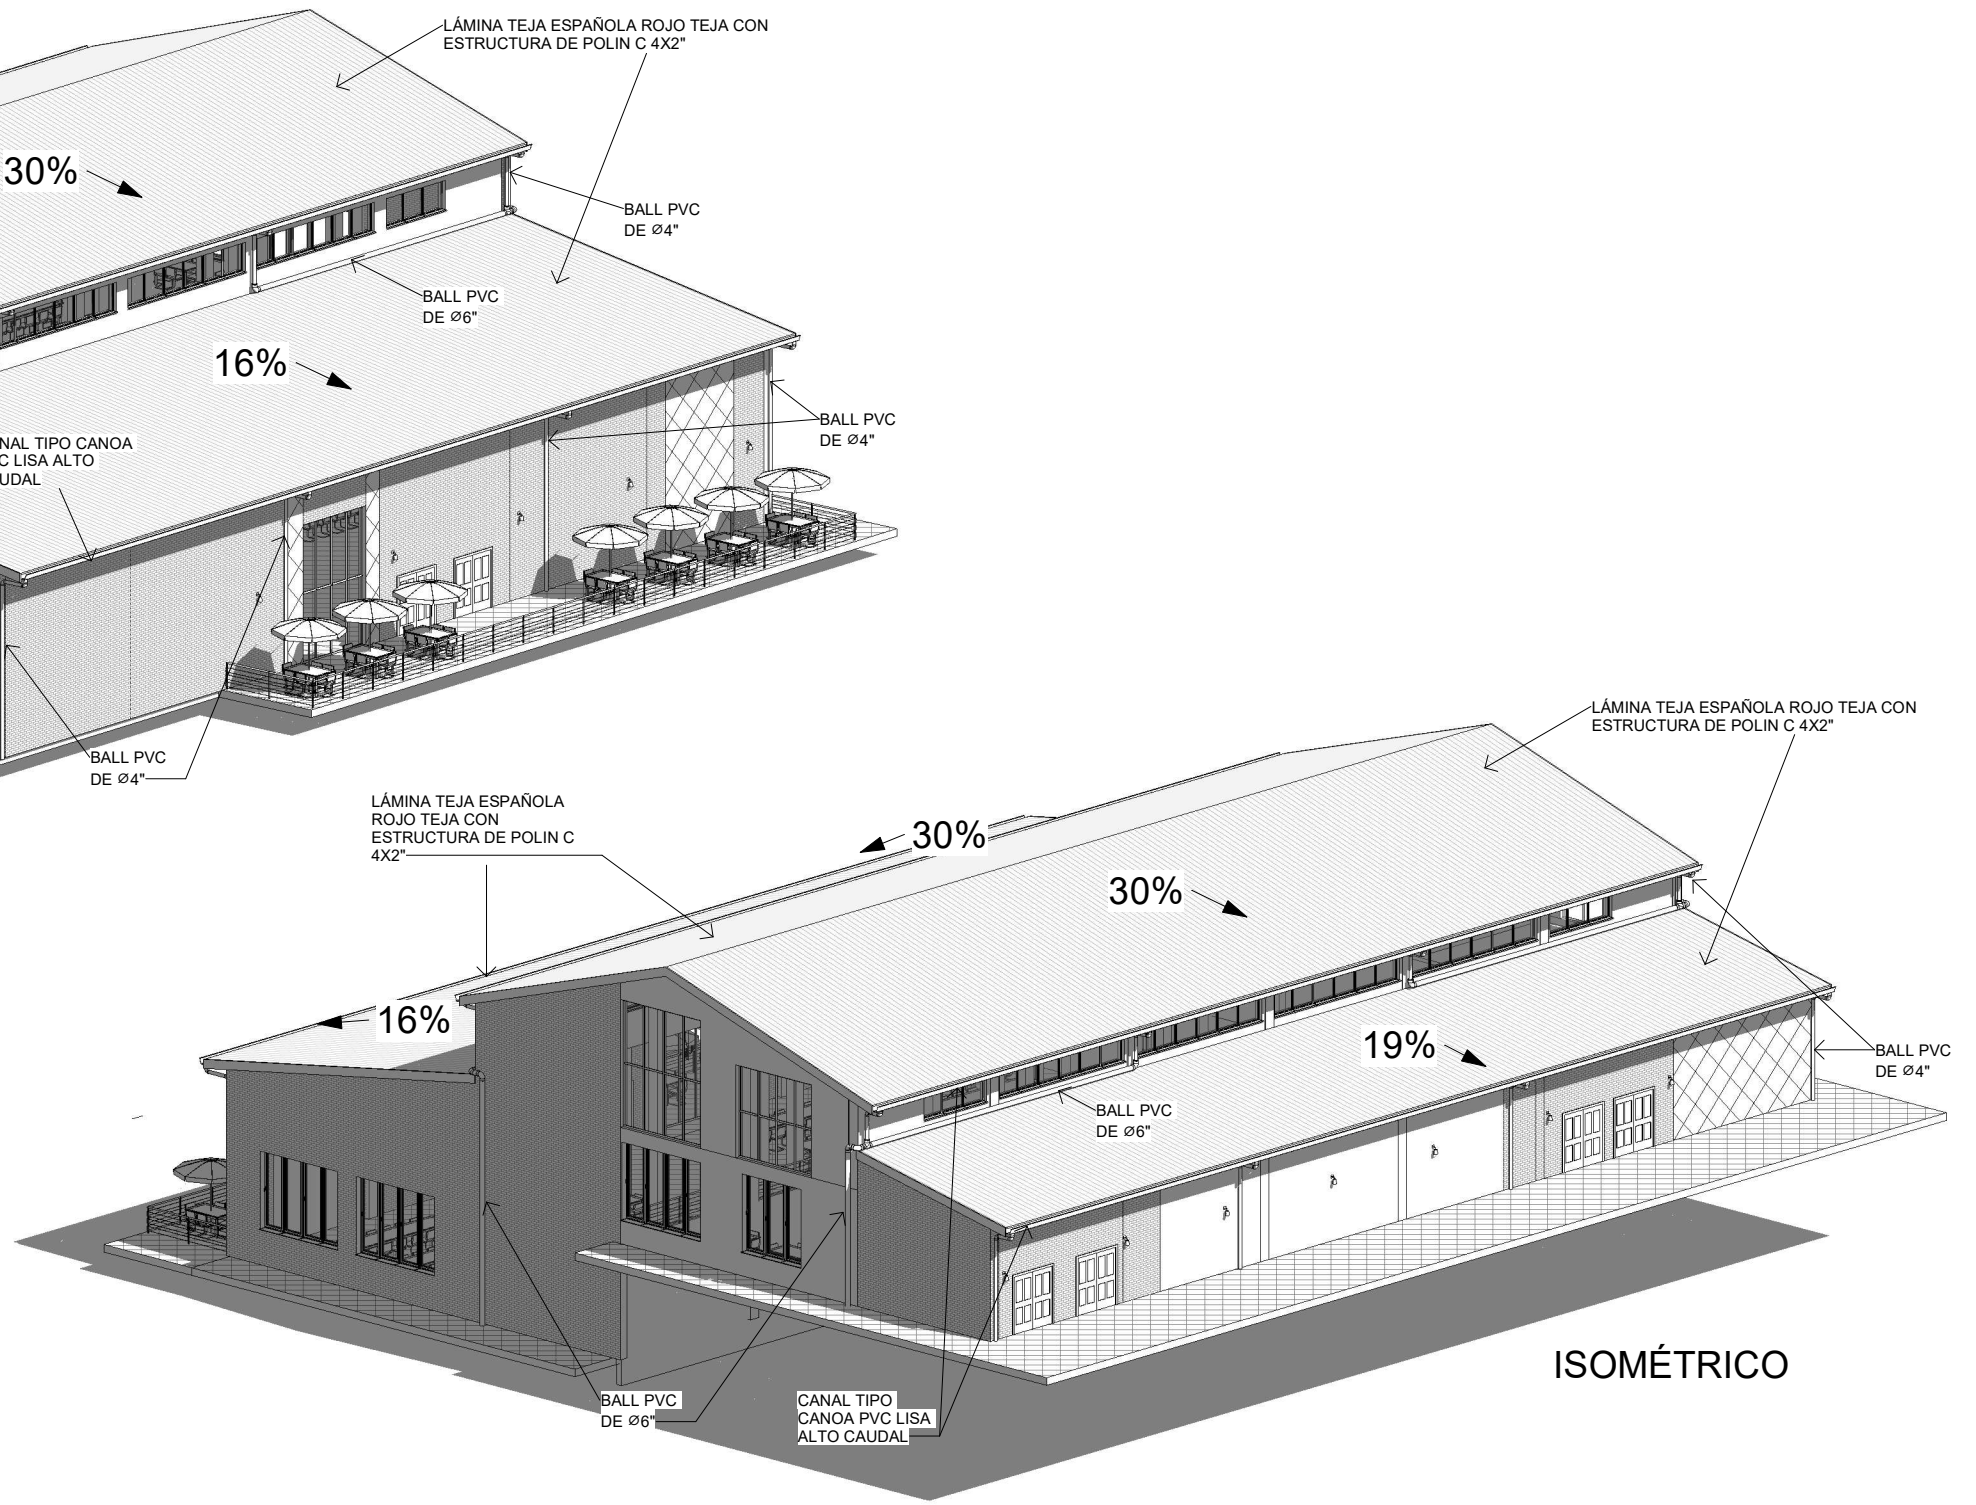 LÁMINA TEJA ESPAÑOLA ROJO TEJA CON
ESTRUCTURA DE POLIN C 4X2"
30%
BALL PVC
DE Ø4"
BALL PVC
DE Ø6"
16%
BALL PVC
DE Ø4"
NAL TIPO CANOA
C LISA ALTO
UDAL
BALL PVC
DE Ø4"
LÁMINA TEJA ESPAÑOLA ROJO TEJA CON
ESTRUCTURA DE POLIN C 4X2"
LÁMINA TEJA ESPAÑOLA
ROJO TEJA CON
ESTRUCTURA DE POLIN C
4X2"
30%
30%
16%
19%
BALL PVC
DE Ø4"
BALL PVC
DE Ø6"
BALL PVC
DE Ø6"
CANAL TIPO
CANOA PVC LISA
ALTO CAUDAL
ISOMÉTRICO